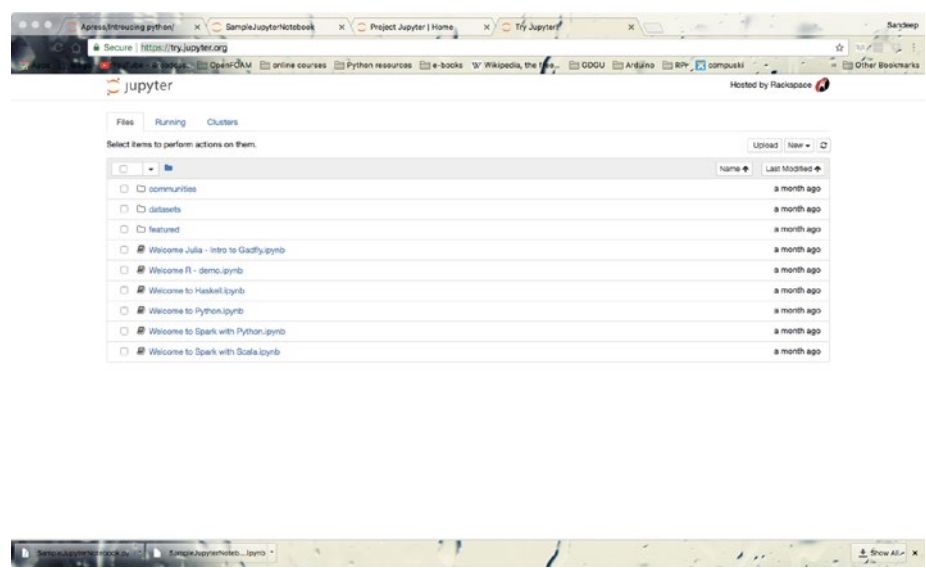 Apress/Introucing python/ × SampleJupyterNotebook × Project Jupyter | Home × Try Jupyter! × Sandeep
Secure | https://try.jupyter.org
OpenFOAM online courses Python resources e-books W Wikipedia, the GDGU Arduino RPi compuski Other Bookmarks
jupyter Hosted by Rackspace
Files Running Clusters
Select items to perform actions on them. Upload New
Name Last Modified
communities a month ago
datasets a month ago
featured a month ago
Welcome Julia - Intro to Gadfly.ipynb a month ago
Welcome R - demo.ipynb a month ago
Welcome to Haskell.ipynb a month ago
Welcome to Python.ipynb a month ago
Welcome to Spark with Python.ipynb a month ago
Welcome to Spark with Scala.ipynb a month ago
SampleJupyterNotebook.py SampleJupyterNoteb....ipynb Show All ×